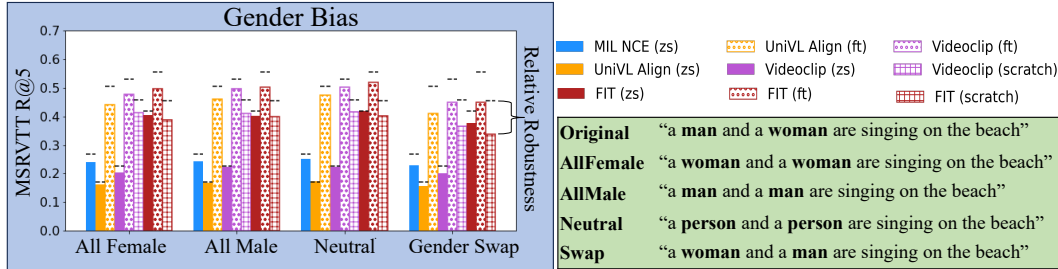 Gender Bias
MSRVTT R@5
0.7
0.6
0.5
0.4
0.3
0.2
0.1
0.0
All Female
All Male
Neutral
Gender Swap
Relative Robustness
MIL NCE (zs)
UniVL Align (ft)
Videoclip (ft)
UniVL Align (zs)
Videoclip (zs)
Videoclip (scratch)
FIT (zs)
FIT (ft)
FIT (scratch)
Original “a man and a woman are singing on the beach”
AllFemale “a woman and a woman are singing on the beach”
AllMale “a man and a man are singing on the beach”
Neutral “a person and a person are singing on the beach”
Swap “a woman and a man are singing on the beach”